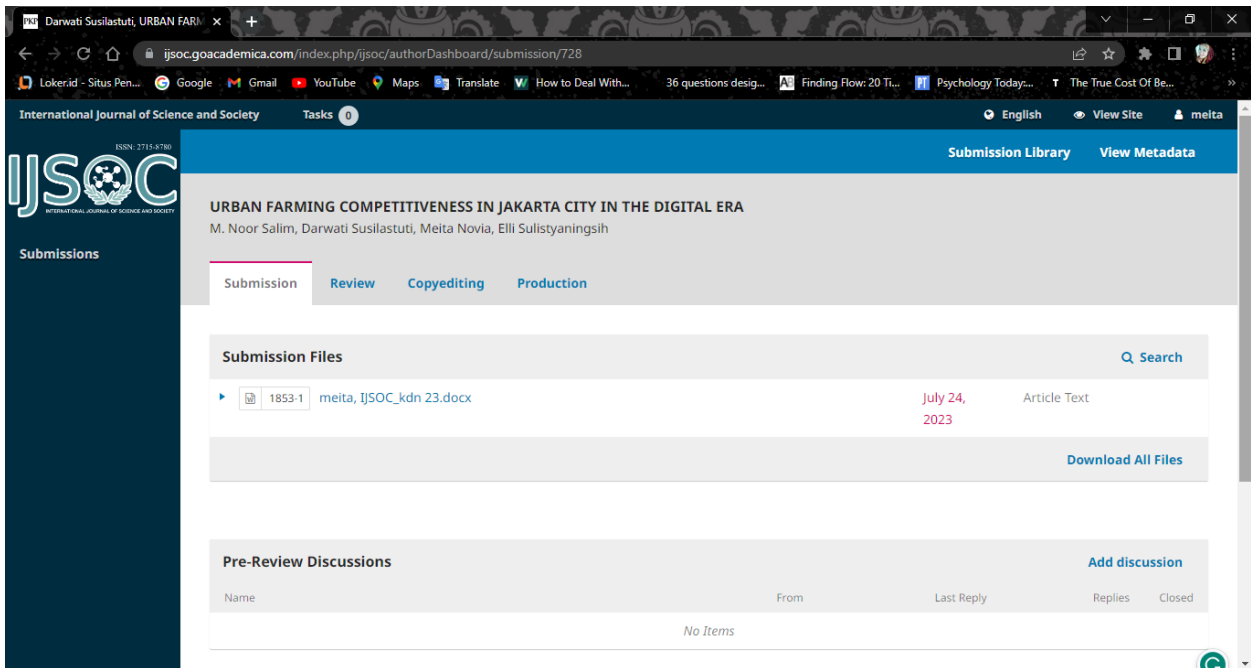 PKP Darwati Susilastuti, URBAN FARM
ijsoc.goacademica.com/index.php/ijsoc/authorDashboard/submission/728
Loker.id - Situs Pen... Google Gmail YouTube Maps Translate How to Deal With... 36 questions desig... Finding Flow: 20 Ti... Psychology Today:... The True Cost Of Be...
International Journal of Science and Society Tasks 0 English View Site meita
ISSN: 2715-8780
IJSOC
INTERNATIONAL JOURNAL OF SCIENCE AND SOCIETY
Submission Library View Metadata
URBAN FARMING COMPETITIVENESS IN JAKARTA CITY IN THE DIGITAL ERA
M. Noor Salim, Darwati Susilastuti, Meita Novia, Elli Sulistyaningsih
Submissions
Submission Review Copyediting Production
Submission Files Search
1853-1 meita, IJSOC_kdn 23.docx July 24, Article Text
2023
Download All Files
Pre-Review Discussions Add discussion
Name From Last Reply Replies Closed
No Items